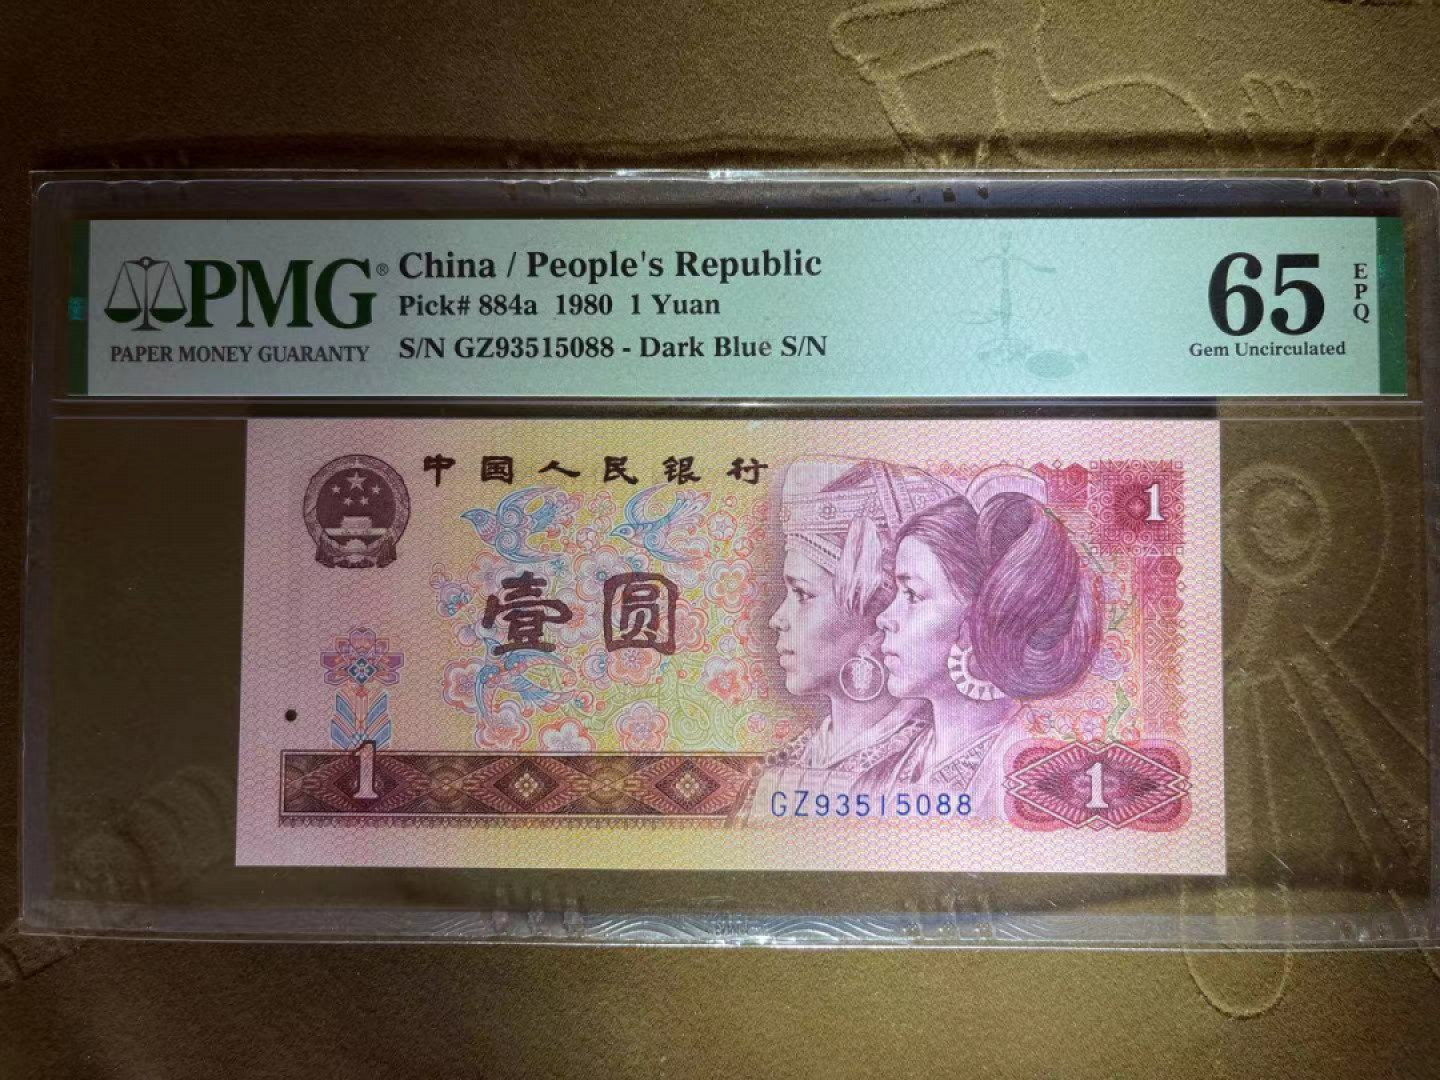 PMG®
PAPER MONEY GUARANTY
China / People's Republic
Pick# 884a 1980 1 Yuan
S/N GZ93515088 - Dark Blue S/N
65
EPQ
Gem Uncirculated
中国人民银行
1
壹圆
1
1
GZ93515088